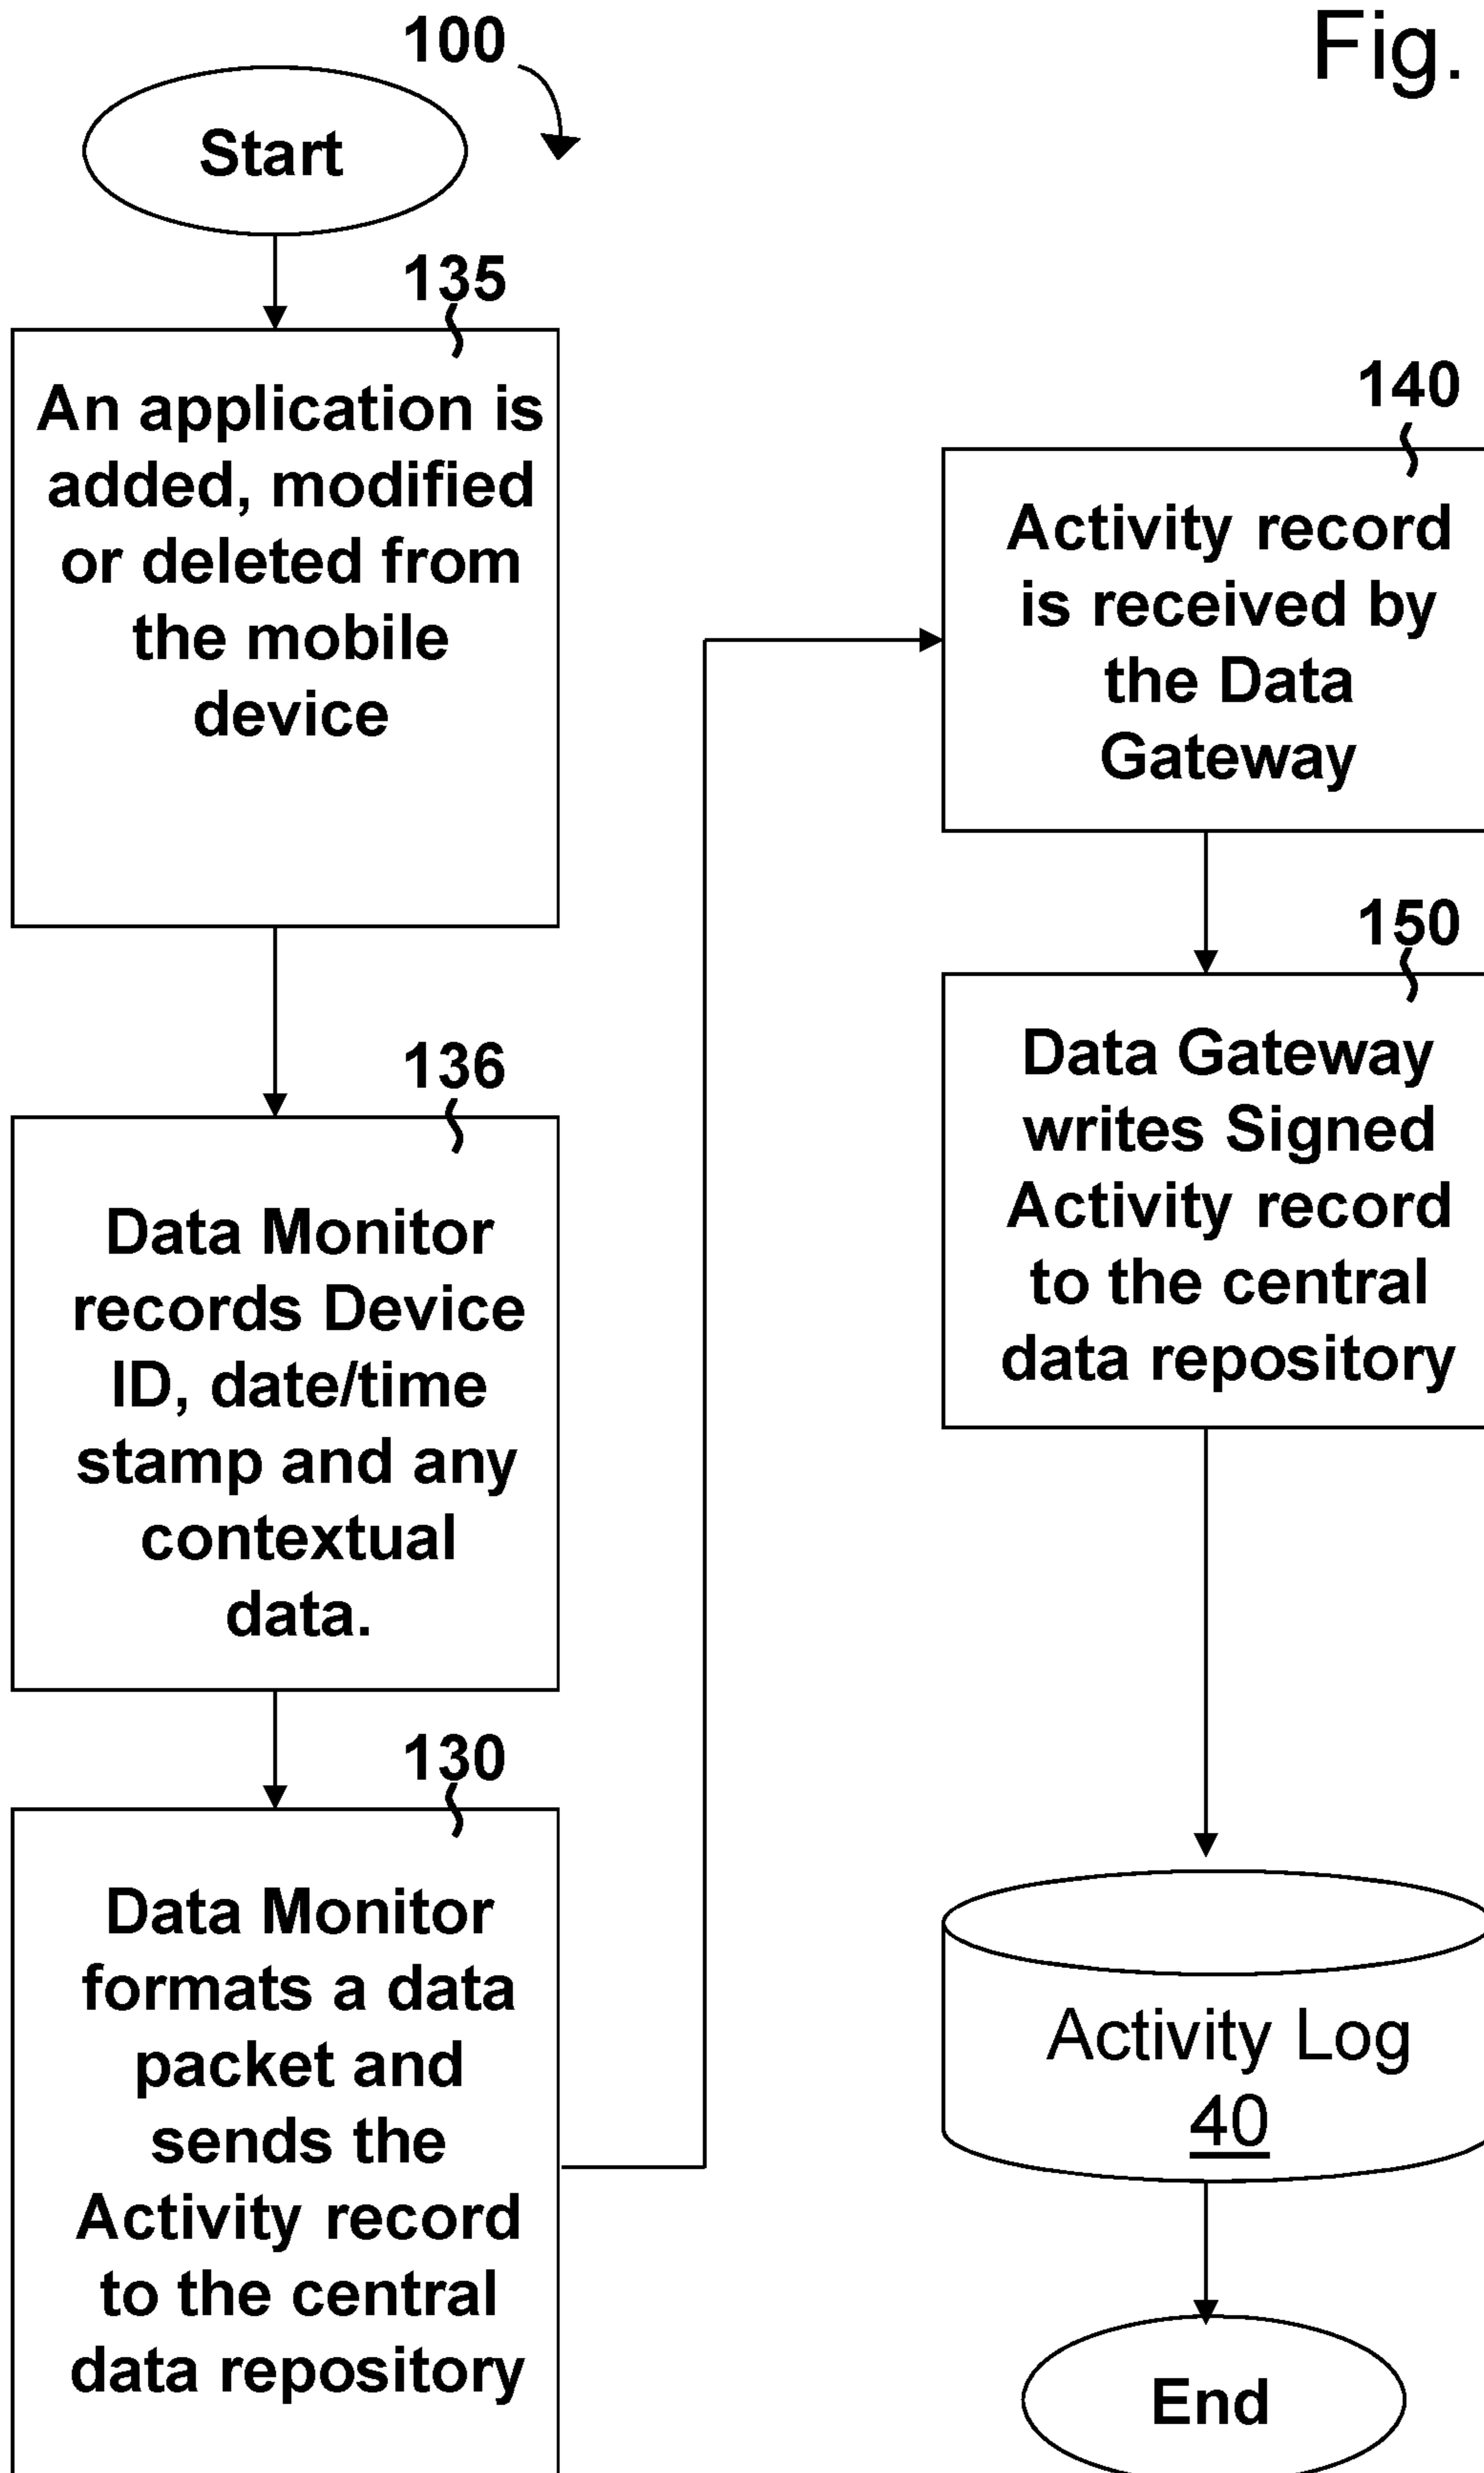 100
Fig.
Start
135
An application is
added, modified
or deleted from
the mobile
device
136
Data Monitor
records Device
ID, date/time
stamp and any
contextual
data.
130
Data Monitor
formats a data
packet and
sends the
Activity record
to the central
data repository
140
Activity record
is received by
the Data
Gateway
150
Data Gateway
writes Signed
Activity record
to the central
data repository
Activity Log
40
End